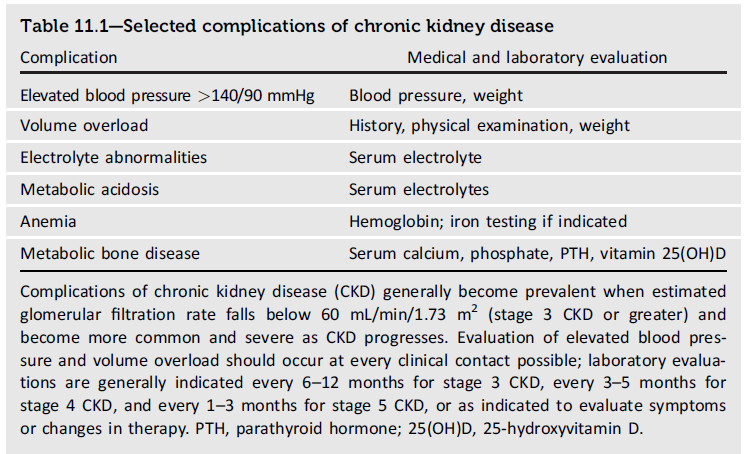 Table 11.1—Selected complications of chronic kidney disease
Complication Medical and laboratory evaluation
Elevated blood pressure >140/90 mmHg Blood pressure, weight
Volume overload History, physical examination, weight
Electrolyte abnormalities Serum electrolyte
Metabolic acidosis Serum electrolytes
Anemia Hemoglobin; iron testing if indicated
Metabolic bone disease Serum calcium, phosphate, PTH, vitamin 25(OH)D
Complications of chronic kidney disease (CKD) generally become prevalent when estimated
glomerular filtration rate falls below 60 mL/min/1.73 m² (stage 3 CKD or greater) and
become more common and severe as CKD progresses. Evaluation of elevated blood pres-
sure and volume overload should occur at every clinical contact possible; laboratory evalua-
tions are generally indicated every 6–12 months for stage 3 CKD, every 3–5 months for
stage 4 CKD, and every 1–3 months for stage 5 CKD, or as indicated to evaluate symptoms
or changes in therapy. PTH, parathyroid hormone; 25(OH)D, 25-hydroxyvitamin D.